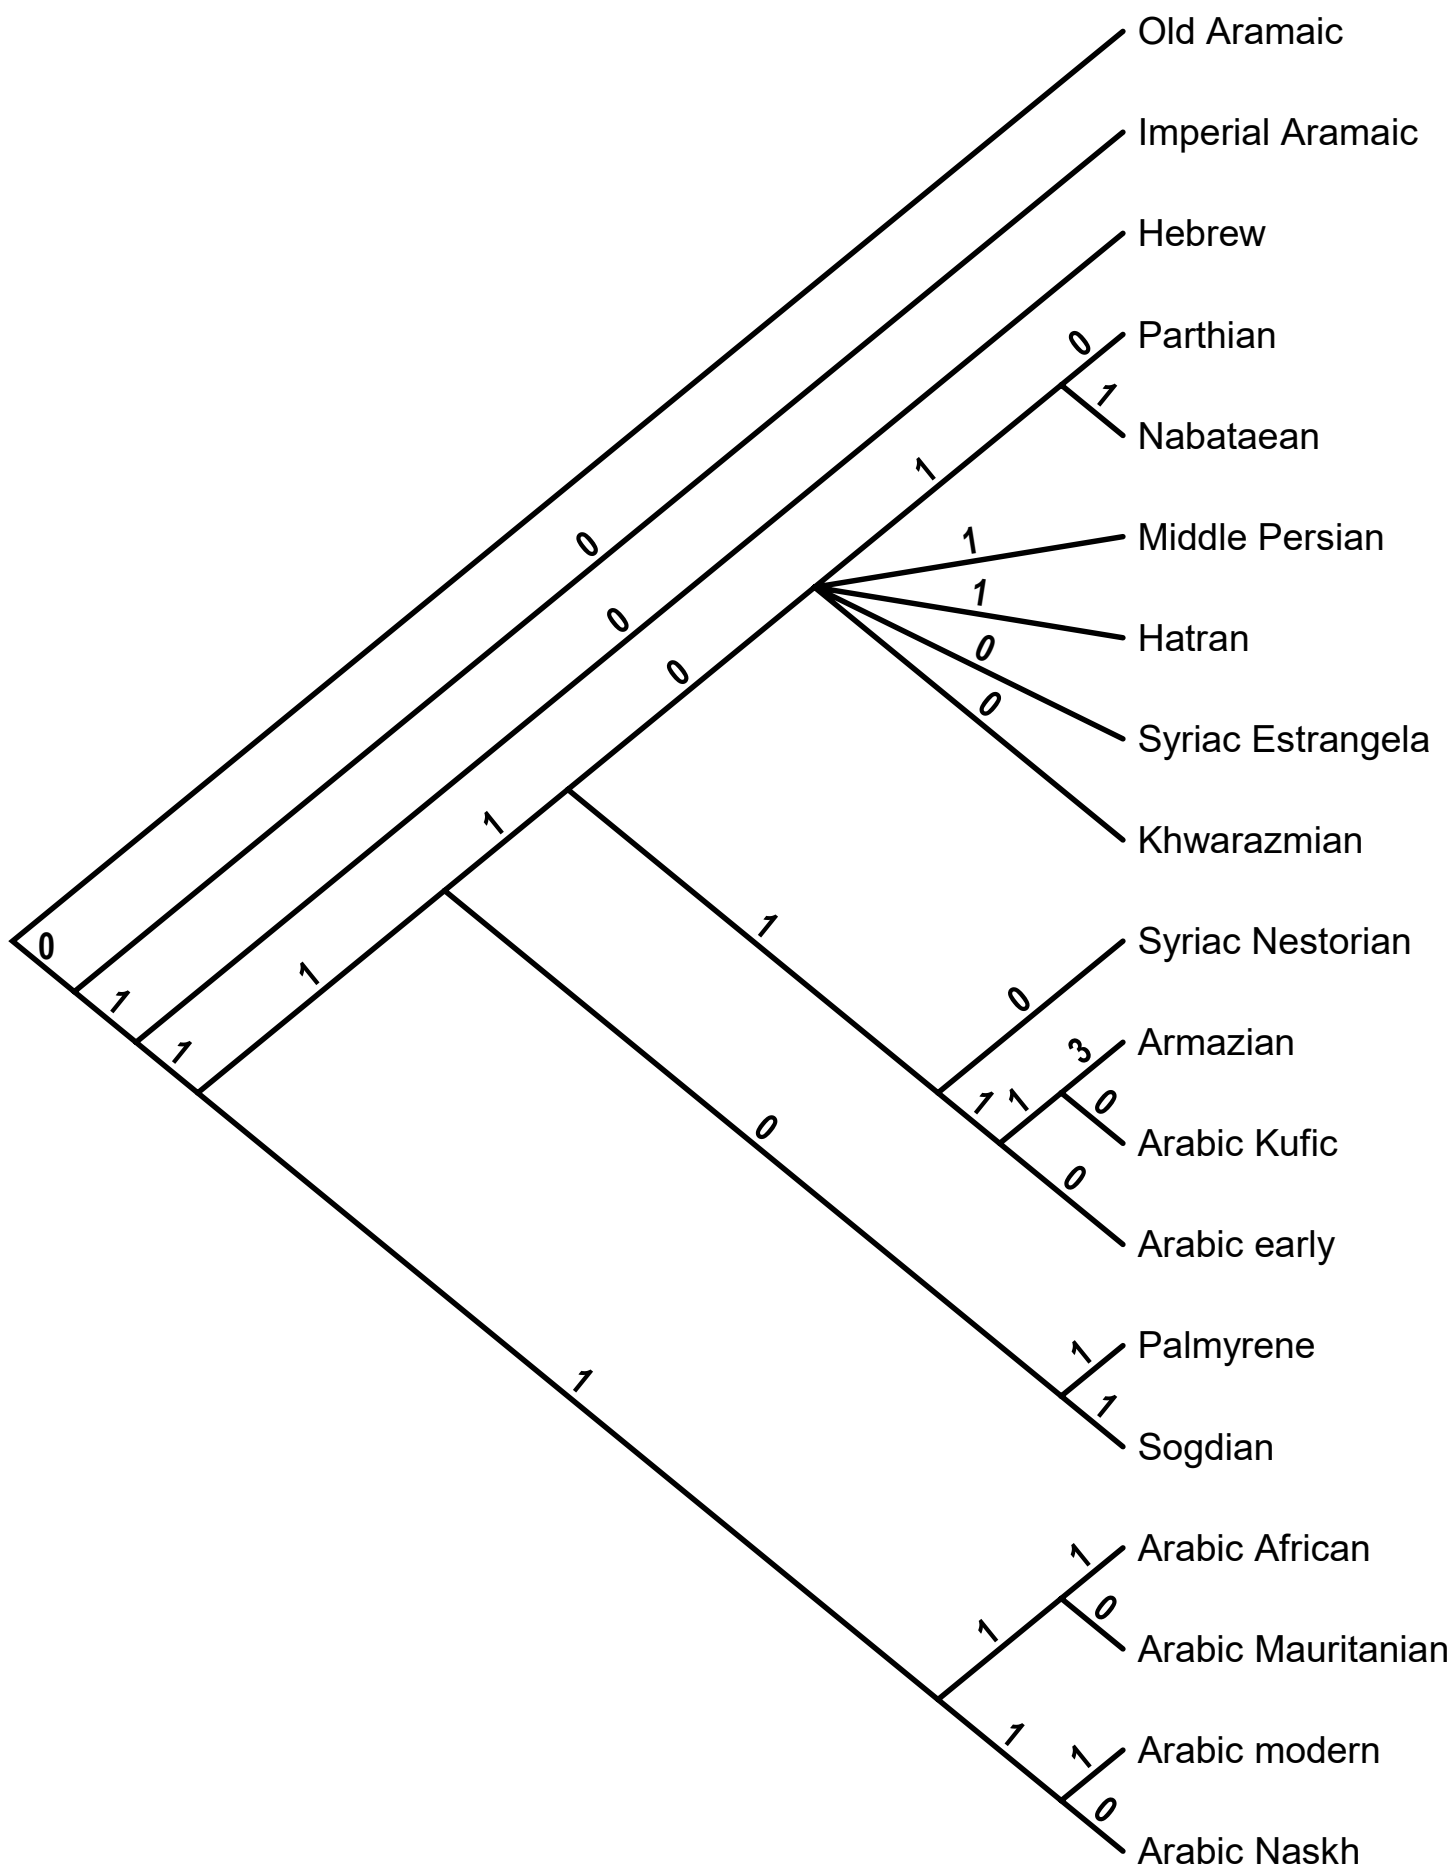 Old Aramaic
Imperial Aramaic
Hebrew
0
Parthian
1
Nabataean
1
1
Middle Persian
0
1
Hatran
0
0
0
0
Syriac Estrangela
1
Khwarazmian
1
0
Syriac Nestorian
1
0
1
3
Armazian
1
1
1
0
Arabic Kufic
0
0
Arabic early
1
Palmyrene
1
1
Sogdian
1
Arabic African
1
0
Arabic Mauritanian
1
1
Arabic modern
0
Arabic Naskh